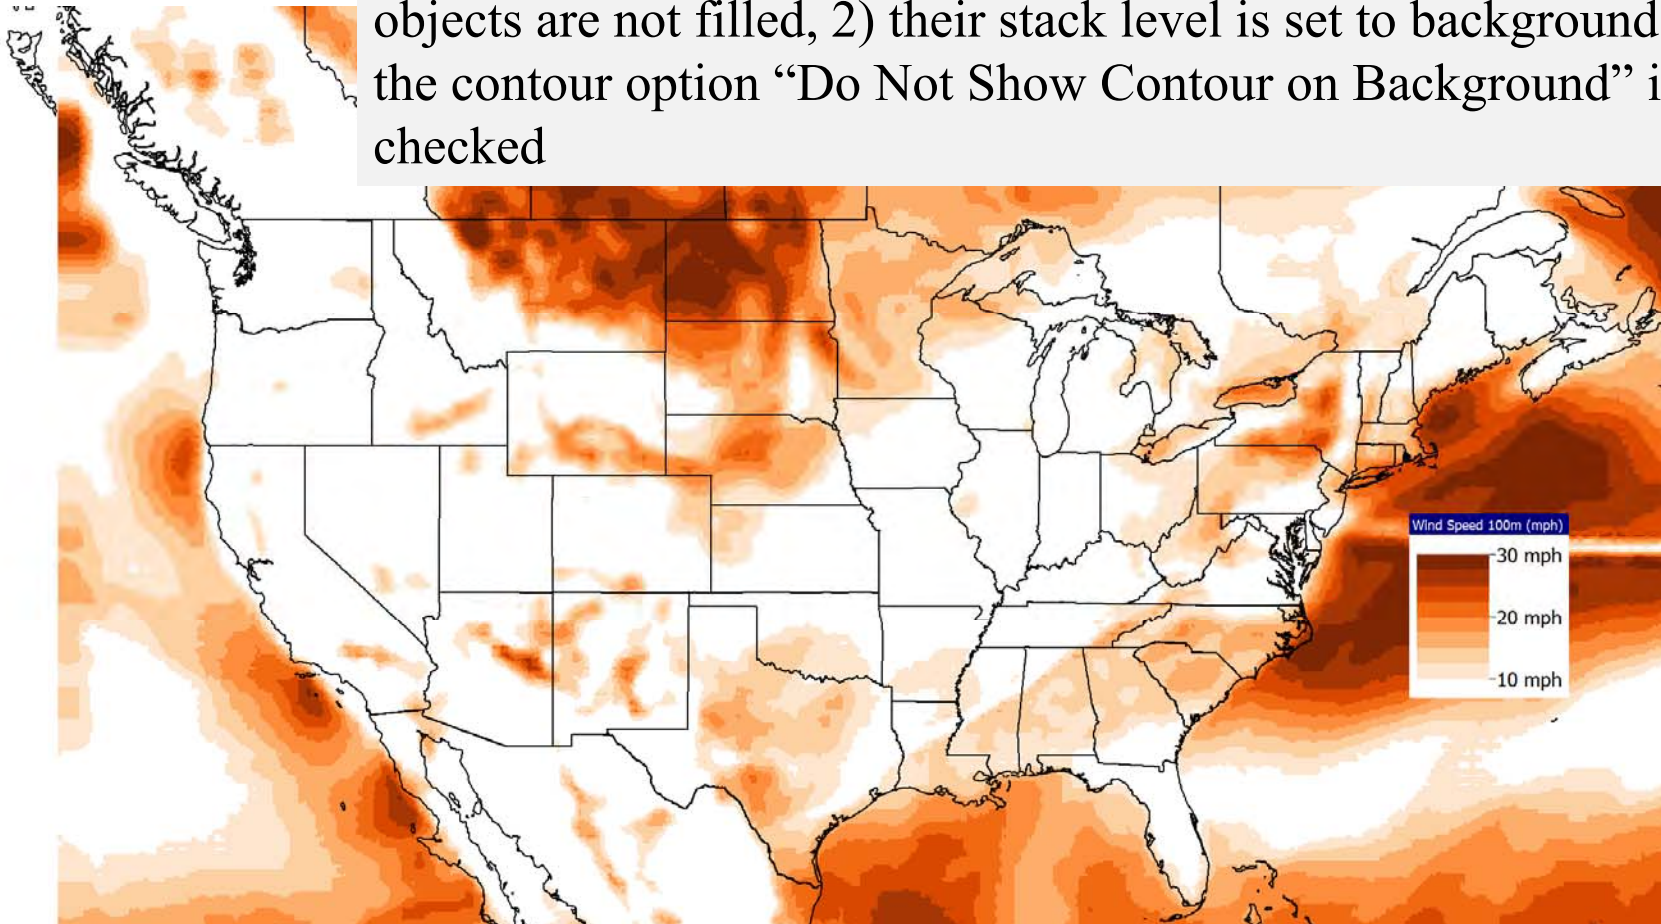 objects are not filled, 2) their stack level is set to background
the contour option “Do Not Show Contour on Background” i
checked
Wind Speed 100m (mph)
30 mph
20 mph
10 mph